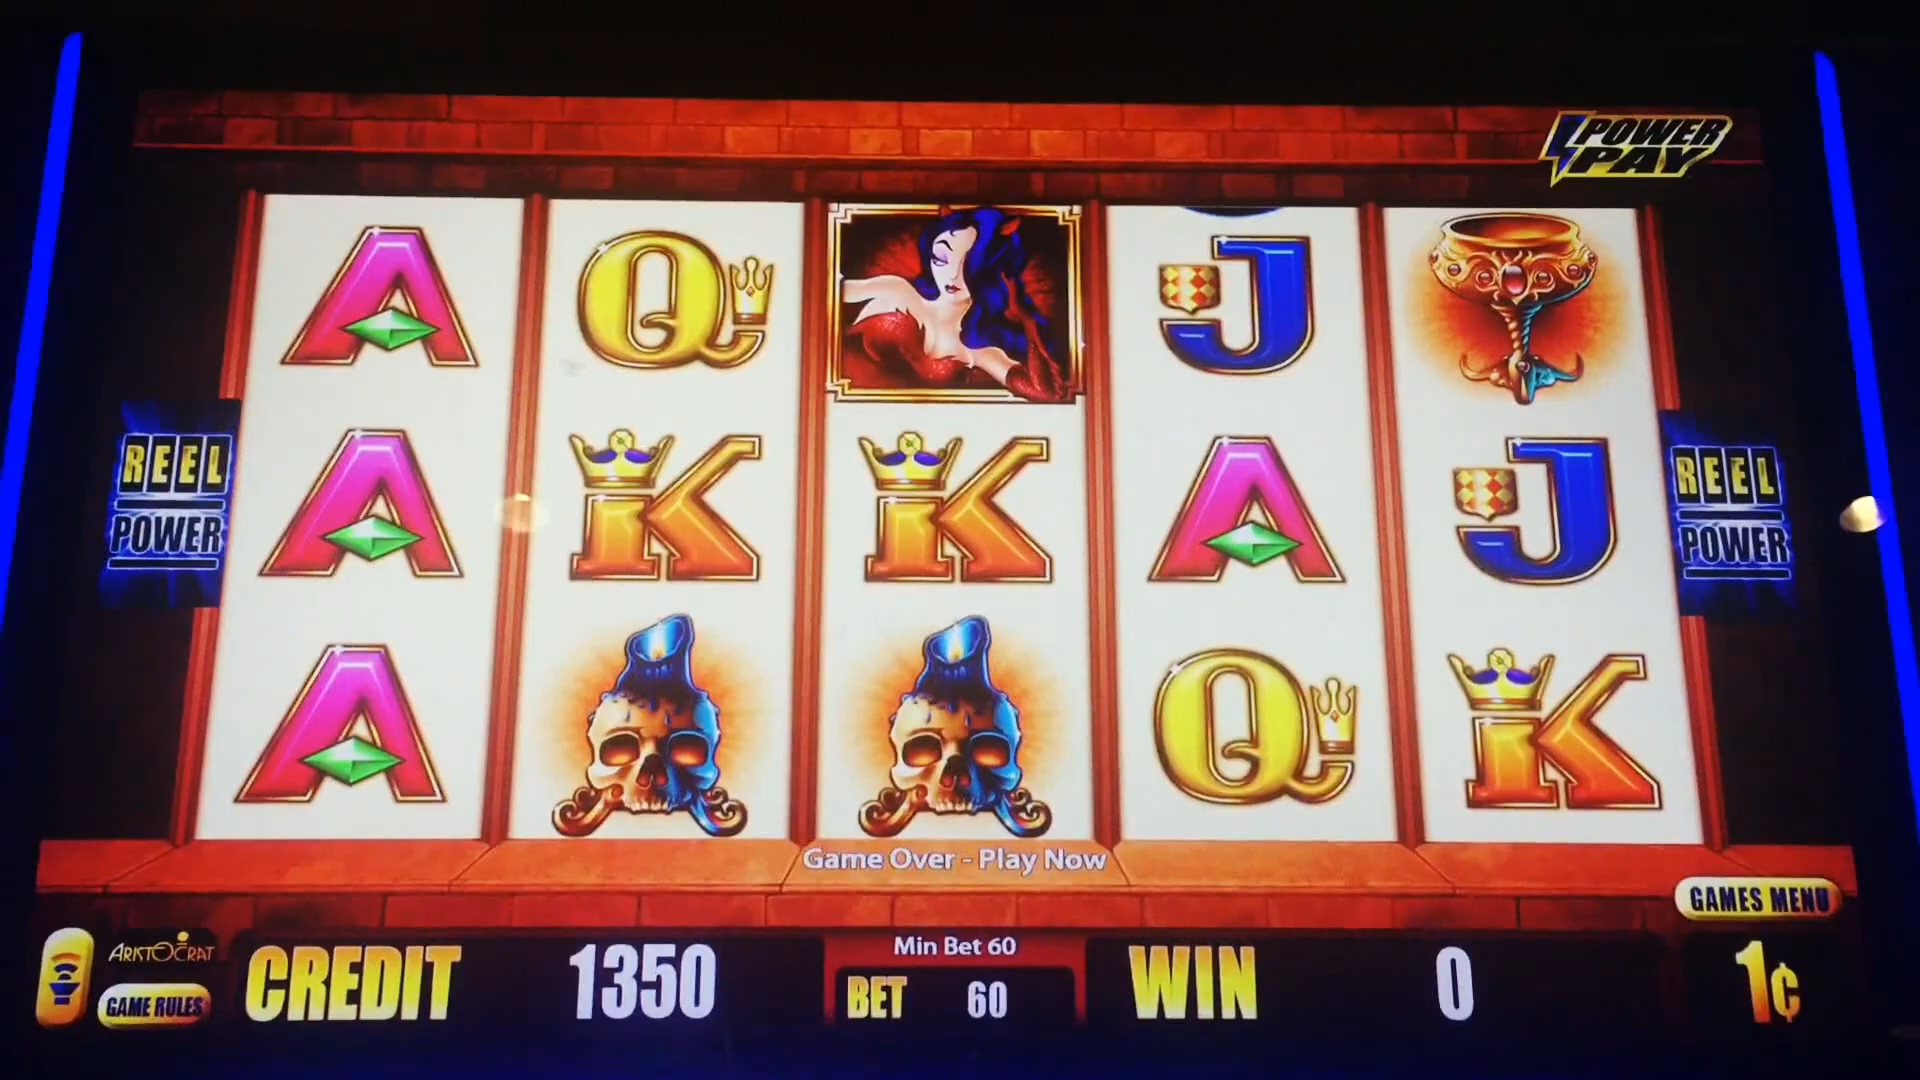 POWER
PAY
A
Q
J
A
K
K
A
J
A
Q
K
REEL
POWER
REEL
POWER
Game Over - Play Now
GAMES MENU
ARISTOCRAT
GAME RULES
CREDIT 1350
Min Bet 60
BET 60
WIN 0
1¢